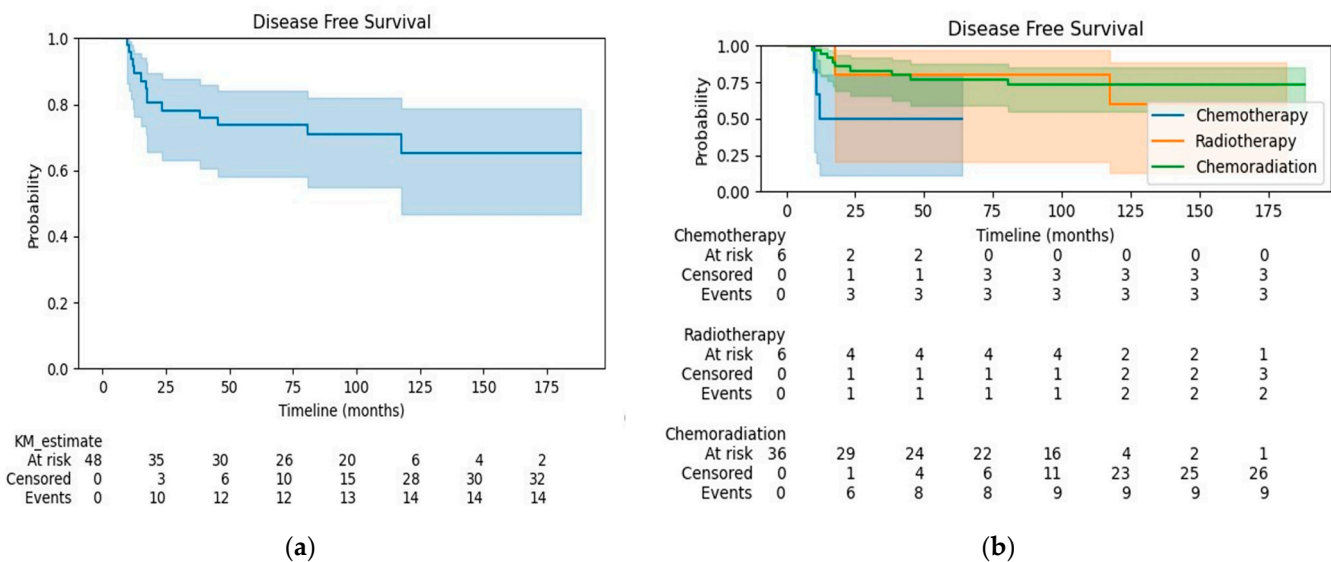 Disease Free Survival
1.0
0.8
0.6
0.4
0.2
0.0
Probability
0 25 50 75 100 125 150 175
Timeline (months)
KM_estimate
At risk 48 35 30 26 20 6 4 2
Censored 0 3 6 10 15 28 30 32
Events 0 10 12 12 13 14 14 14
(a)
Disease Free Survival
1.00
0.75
0.50
0.25
0.00
Probability
Chemotherapy
Radiotherapy
Chemoradiation
0 25 50 75 100 125 150 175
Timeline (months)
Chemotherapy
At risk 6 2 2 0 0 0 0 0
Censored 0 1 1 3 3 3 3 3
Events 0 3 3 3 3 3 3 3
Radiotherapy
At risk 6 4 4 4 4 2 2 1
Censored 0 1 1 1 1 2 2 3
Events 0 1 1 1 1 2 2 2
Chemoradiation
At risk 36 29 24 22 16 4 2 1
Censored 0 1 4 6 11 23 25 26
Events 0 6 8 8 9 9 9 9
(b)